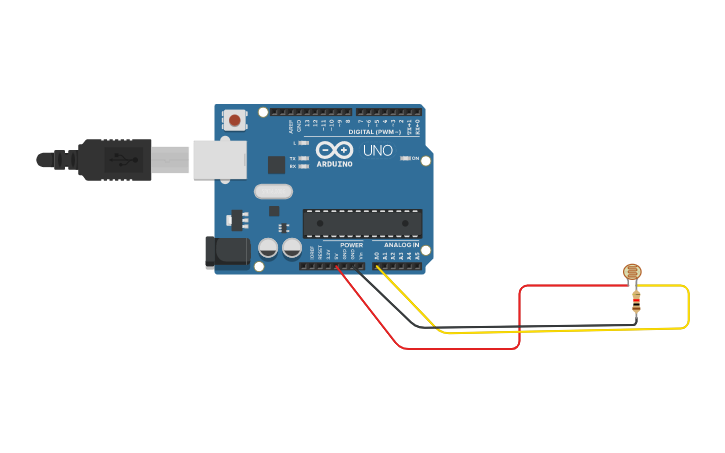 AREF
GND
13
12
~11
~10
~9
8
7
~6
~5
4
~3
2
TX→1
RX←0
DIGITAL (PWM~)
L
TX
RX
ARDUINO
UNO
ON
POWER
ANALOG IN
IOREF
RESET
3.3V
5V
GND
GND
Vin
A0
A1
A2
A3
A4
A5